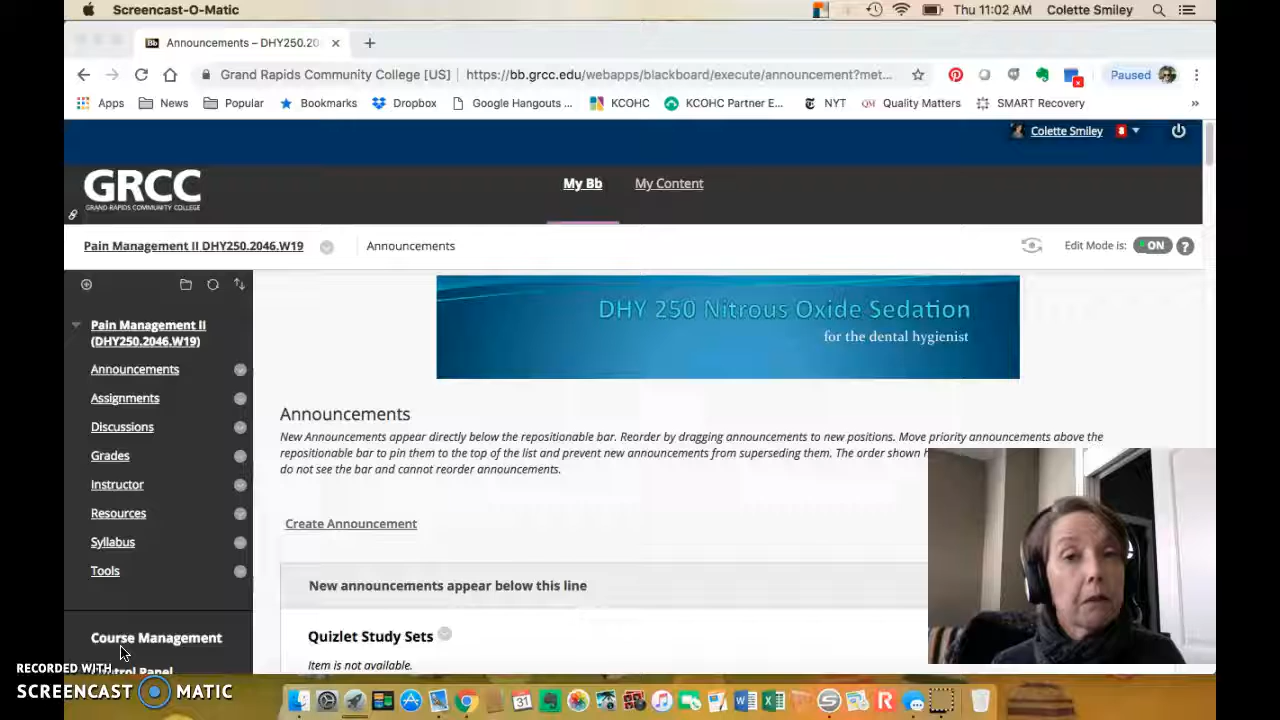 Screencast-O-Matic
Thu 11:02 AM Colette Smiley
Bb Announcements – DHY250.20
Grand Rapids Community College [US] https://bb.grcc.edu/webapps/blackboard/execute/announcement?met...
Paused
Apps News Popular Bookmarks Dropbox Google Hangouts ... KCOHC KCOHC Partner E... NYT QM Quality Matters SMART Recovery »
Colette Smiley 8
GRCC
GRAND RAPIDS COMMUNITY COLLEGE
My Bb My Content
Pain Management II DHY250.2046.W19 Announcements Edit Mode is: ON ?
DHY 250 Nitrous Oxide Sedation
for the dental hygienist
Pain Management II
(DHY250.2046.W19)
Announcements
Assignments
Discussions
Grades
Instructor
Resources
Syllabus
Tools
Course Management
Control Panel
Announcements
New Announcements appear directly below the repositionable bar. Reorder by dragging announcements to new positions. Move priority announcements above the
repositionable bar to pin them to the top of the list and prevent new announcements from superseding them. The order shown
do not see the bar and cannot reorder announcements.
Create Announcement
New announcements appear below this line
Quizlet Study Sets
Item is not available.
RECORDED WITH
SCREENCAST MATIC
31
W
X
S
R